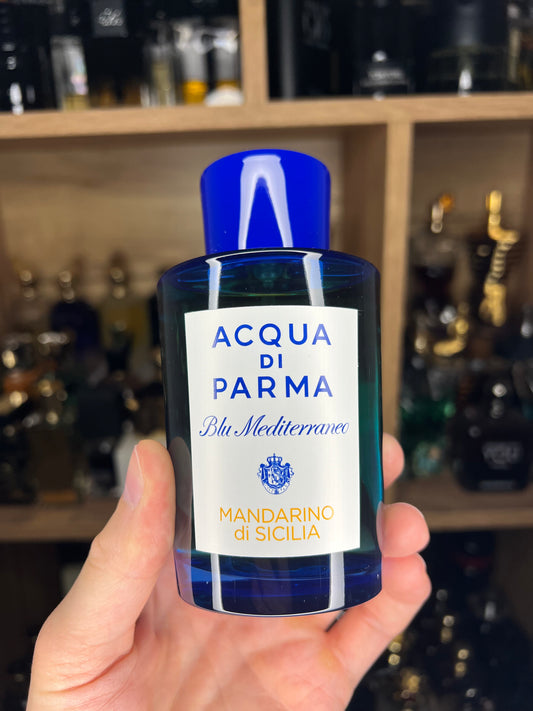 ACQUA
DI
PARMA
Blu Mediterraneo
MANDARINO
di SICILIA